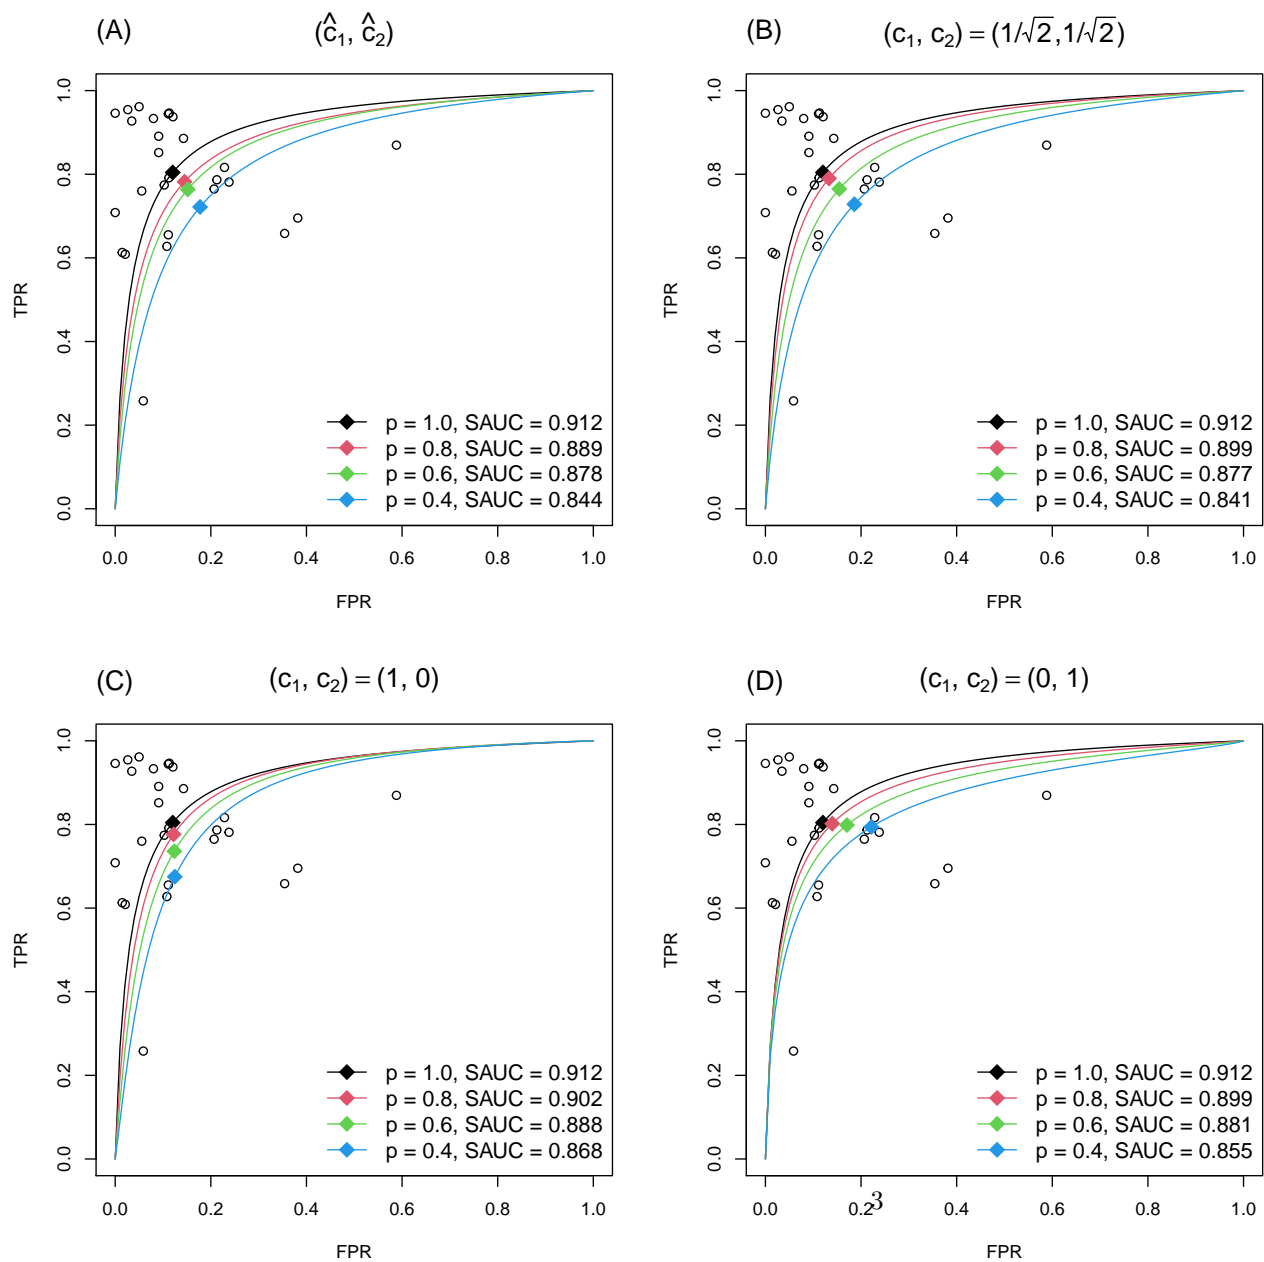 (A)
(ĉ₁, ĉ₂)
TPR
1.0
0.8
0.6
0.4
0.2
0.0
p = 1.0, SAUC = 0.912
p = 0.8, SAUC = 0.889
p = 0.6, SAUC = 0.878
p = 0.4, SAUC = 0.844
0.0 0.2 0.4 0.6 0.8 1.0
FPR
(B)
(c₁, c₂) = (1/√2,1/√2)
TPR
1.0
0.8
0.6
0.4
0.2
0.0
p = 1.0, SAUC = 0.912
p = 0.8, SAUC = 0.899
p = 0.6, SAUC = 0.877
p = 0.4, SAUC = 0.841
0.0 0.2 0.4 0.6 0.8 1.0
FPR
(C)
(c₁, c₂) = (1, 0)
TPR
1.0
0.8
0.6
0.4
0.2
0.0
p = 1.0, SAUC = 0.912
p = 0.8, SAUC = 0.902
p = 0.6, SAUC = 0.888
p = 0.4, SAUC = 0.868
0.0 0.2 0.4 0.6 0.8 1.0
FPR
(D)
(c₁, c₂) = (0, 1)
TPR
1.0
0.8
0.6
0.4
0.2
0.0
p = 1.0, SAUC = 0.912
p = 0.8, SAUC = 0.899
p = 0.6, SAUC = 0.881
p = 0.4, SAUC = 0.855
0.0 0.2 0.4 0.6 0.8 1.0
3
FPR